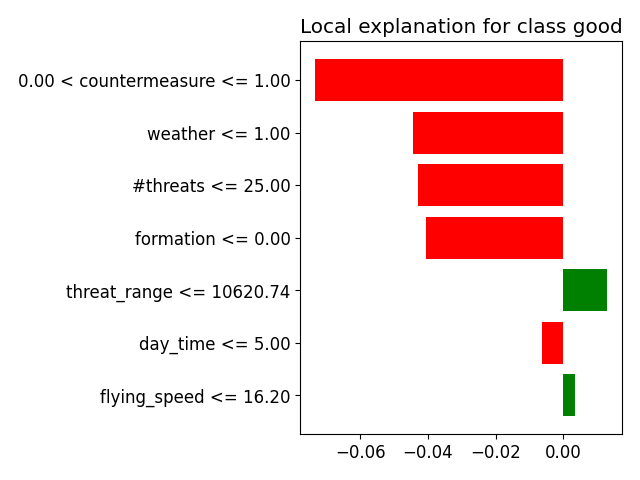 Local explanation for class good
0.00 < countermeasure <= 1.00
weather <= 1.00
#threats <= 25.00
formation <= 0.00
threat_range <= 10620.74
day_time <= 5.00
flying_speed <= 16.20
−0.06 −0.04 −0.02 0.00